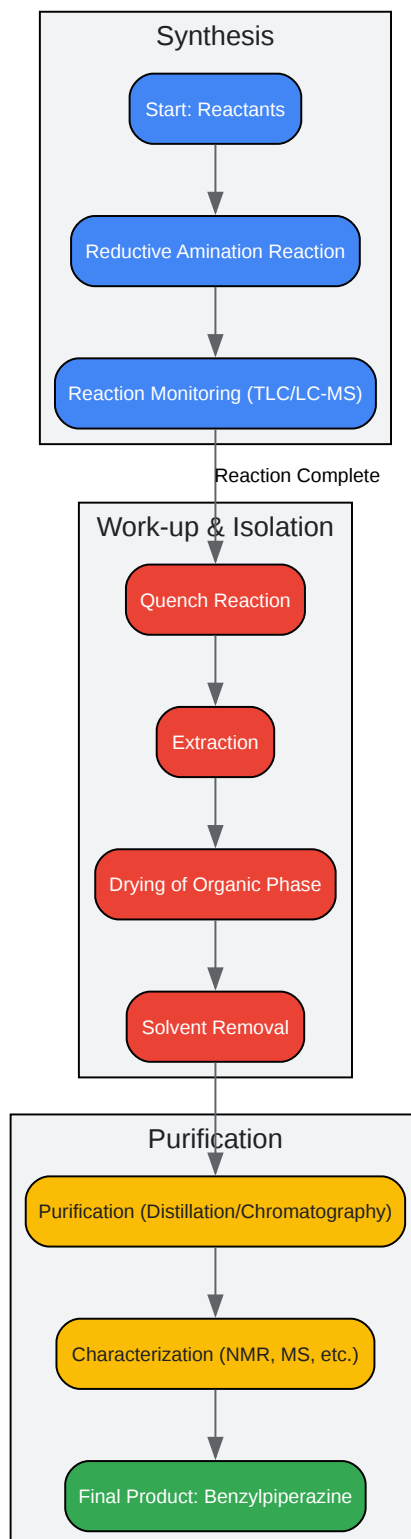 Synthesis
Start: Reactants
Reductive Amination Reaction
Reaction Monitoring (TLC/LC-MS)
Reaction Complete
Work-up & Isolation
Quench Reaction
Extraction
Drying of Organic Phase
Solvent Removal
Purification
Purification (Distillation/Chromatography)
Characterization (NMR, MS, etc.)
Final Product: Benzylpiperazine